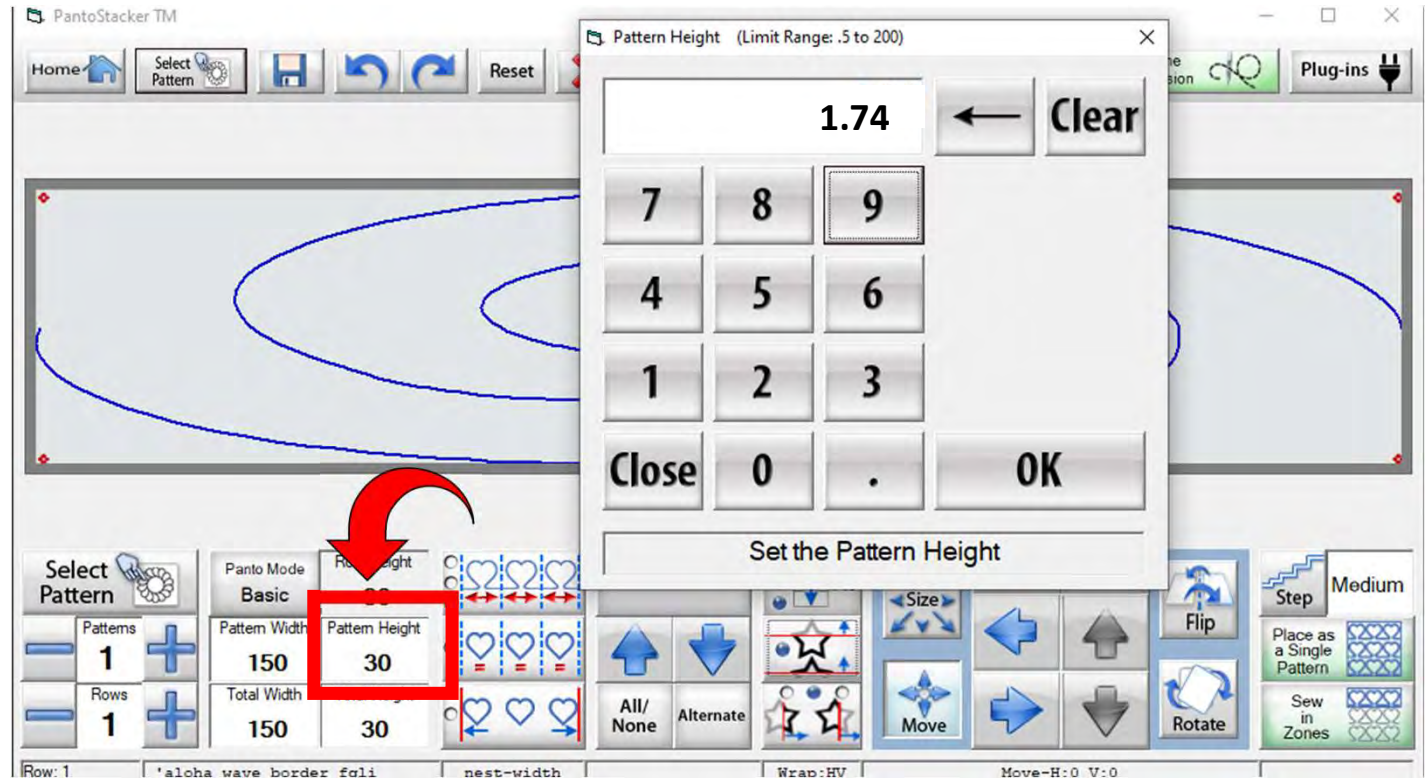 PantoStacker TM
Pattern Height (Limit Range: .5 to 200)
Home
Select
Pattern
Reset
Plug-ins
1.74
Clear
7 8 9
4 5 6
1 2 3
Close 0 . OK
Set the Pattern Height
Select
Pattern
Panto Mode
Basic
Patterns
1
Pattern Width
150
Pattern Height
30
Rows
1
Total Width
150
30
All/
None
Alternate
Size
Move
Flip
Rotate
Step
Medium
Place as
a Single
Pattern
Sew
in
Zones
Row: 1
'aloha wave border fqli
nest-width
Wrap:HV
Move-H:0 V:0